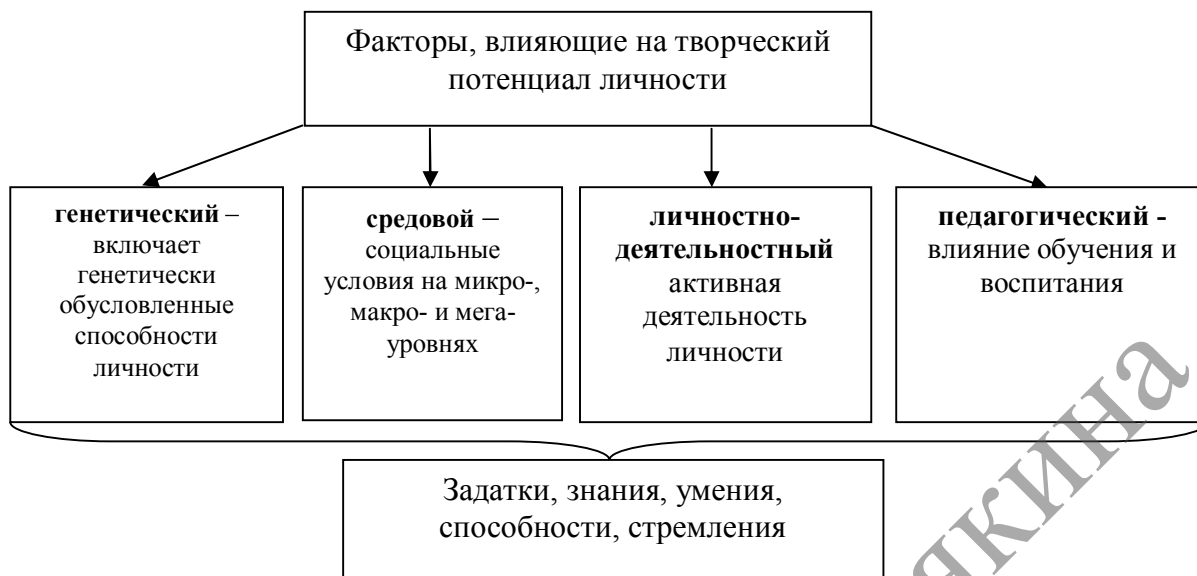 Факторы, влияющие на творческий
потенциал личности
генетический –
включает
генетически
обусловленные
способности
личности
средовой –
социальные
условия на микро-,
макро- и мега-
уровнях
личностно-
деятельностный
активная
деятельность
личности
педагогический -
влияние обучения и
воспитания
Задатки, знания, умения,
способности, стремления